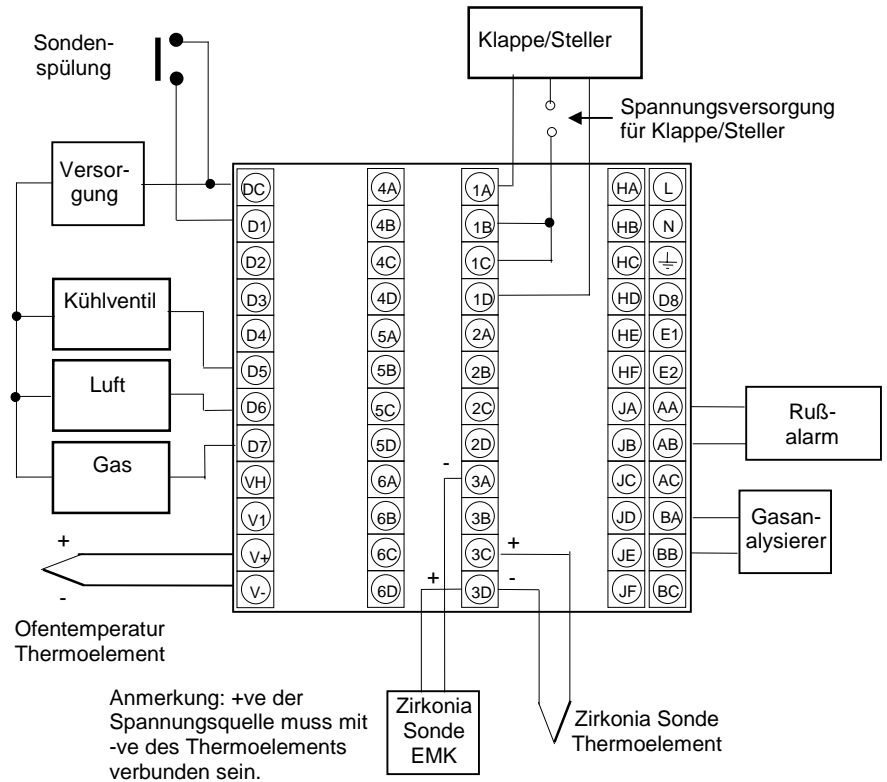 Sonden-
spülung
Klappe/Steller
Spannungsversorgung
für Klappe/Steller
Versor-
gung
Kühlventil
Luft
Gas
+
-
Ofentemperatur
Thermoelement
DC
D1
D2
D3
D4
D5
D6
D7
VH
V1
V+
V-
4A
4B
4C
4D
5A
5B
5C
5D
6A
6B
6C
6D
1A
1B
1C
1D
2A
2B
2C
2D
3A
3B
3C
3D
-
+
+
-
HA
HB
HC
HD
HE
HF
JA
JB
JC
JD
JE
JF
L
N
D8
E1
E2
AA
AB
AC
BA
BB
BC
Ruß-
alarm
Gasan-
alysierer
Anmerkung: +ve der
Spannungsquelle muss mit
-ve des Thermoelements
verbunden sein.
Zirkonia
Sonde
EMK
Zirkonia Sonde
Thermoelement